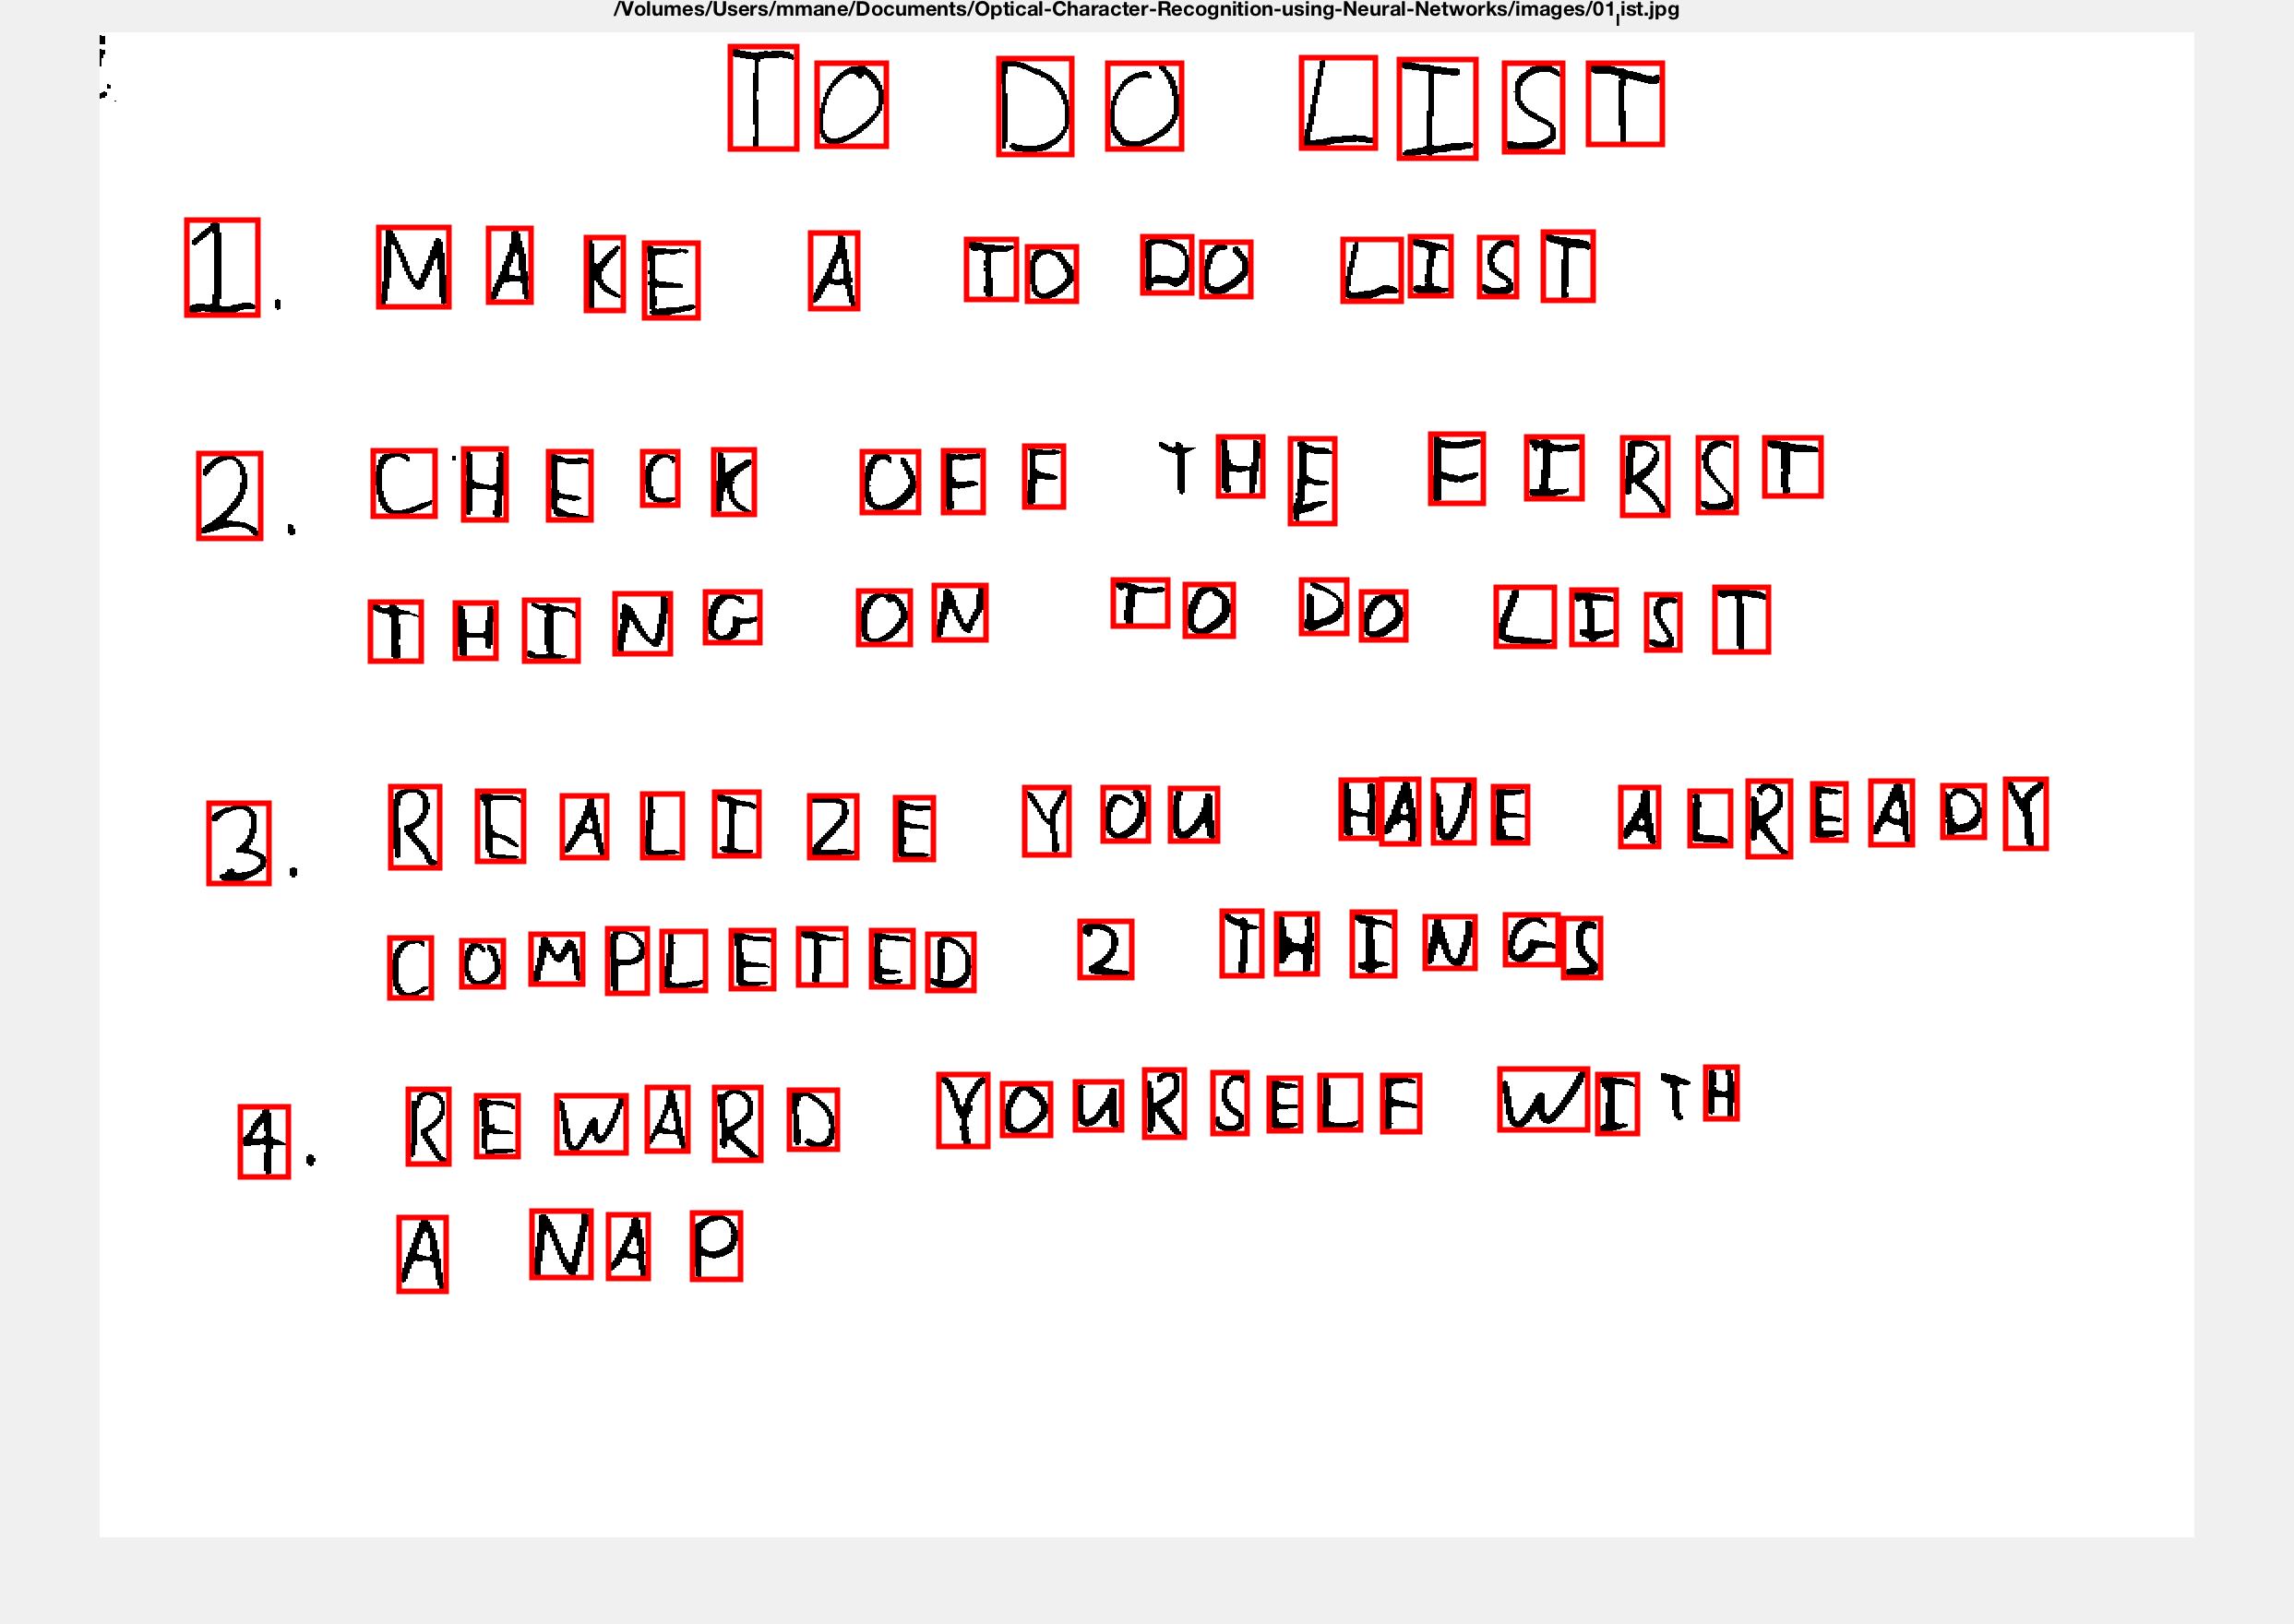 /Volumes/Users/mmane/Documents/Optical-Character-Recognition-using-Neural-Networks/images/01list.jpg
TO DO LIST
1. MAKE A TO DO LIST
2. CHECK OFF THE FIRST
THING ON TO DO LIST
3. REALIZE YOU HAVE ALREADY
COMPLETED 2 THINGS
4. REWARD YOURSELF WITH
A NAP